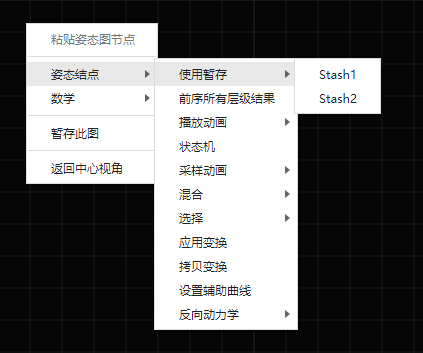 粘贴姿态图节点
姿态结点
数学
暂存此图
返回中心视角
使用暂存
前序所有层级结果
播放动画
状态机
采样动画
混合
选择
应用变换
拷贝变换
设置辅助曲线
反向动力学
Stash1
Stash2